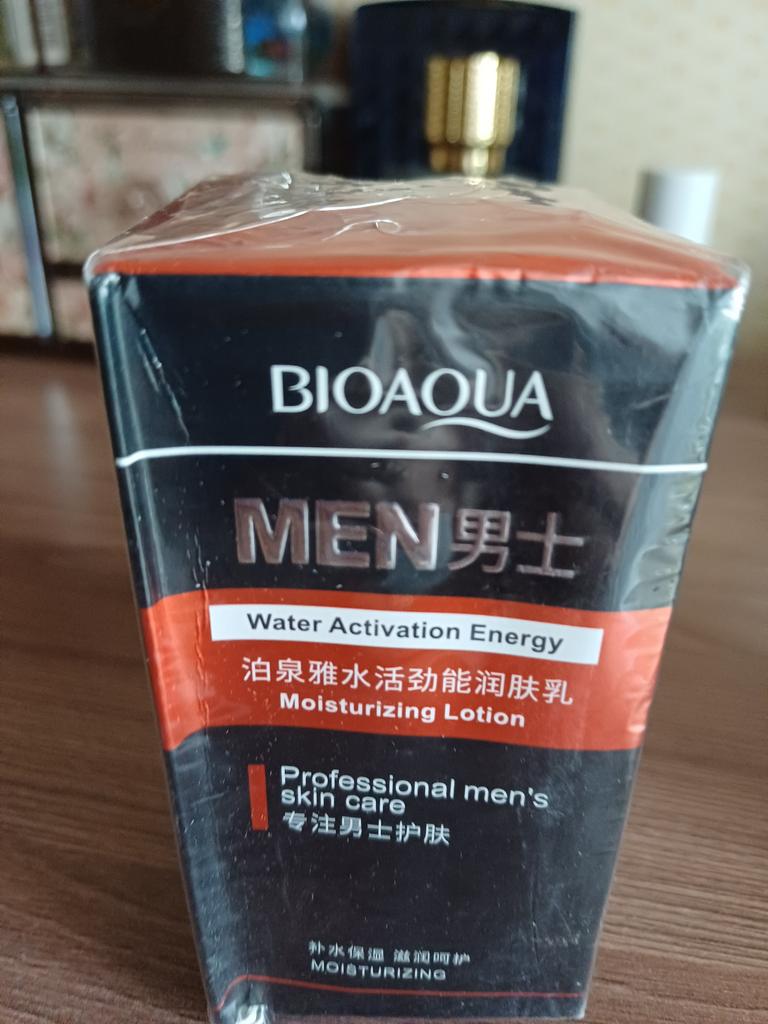 BIOAQUA
MEN男士
Water Activation Energy
泊泉雅水活劲能润肤乳
Moisturizing Lotion
Professional men's
skin care
专注男士护肤
补水保湿 滋润呵护
MOISTURIZING